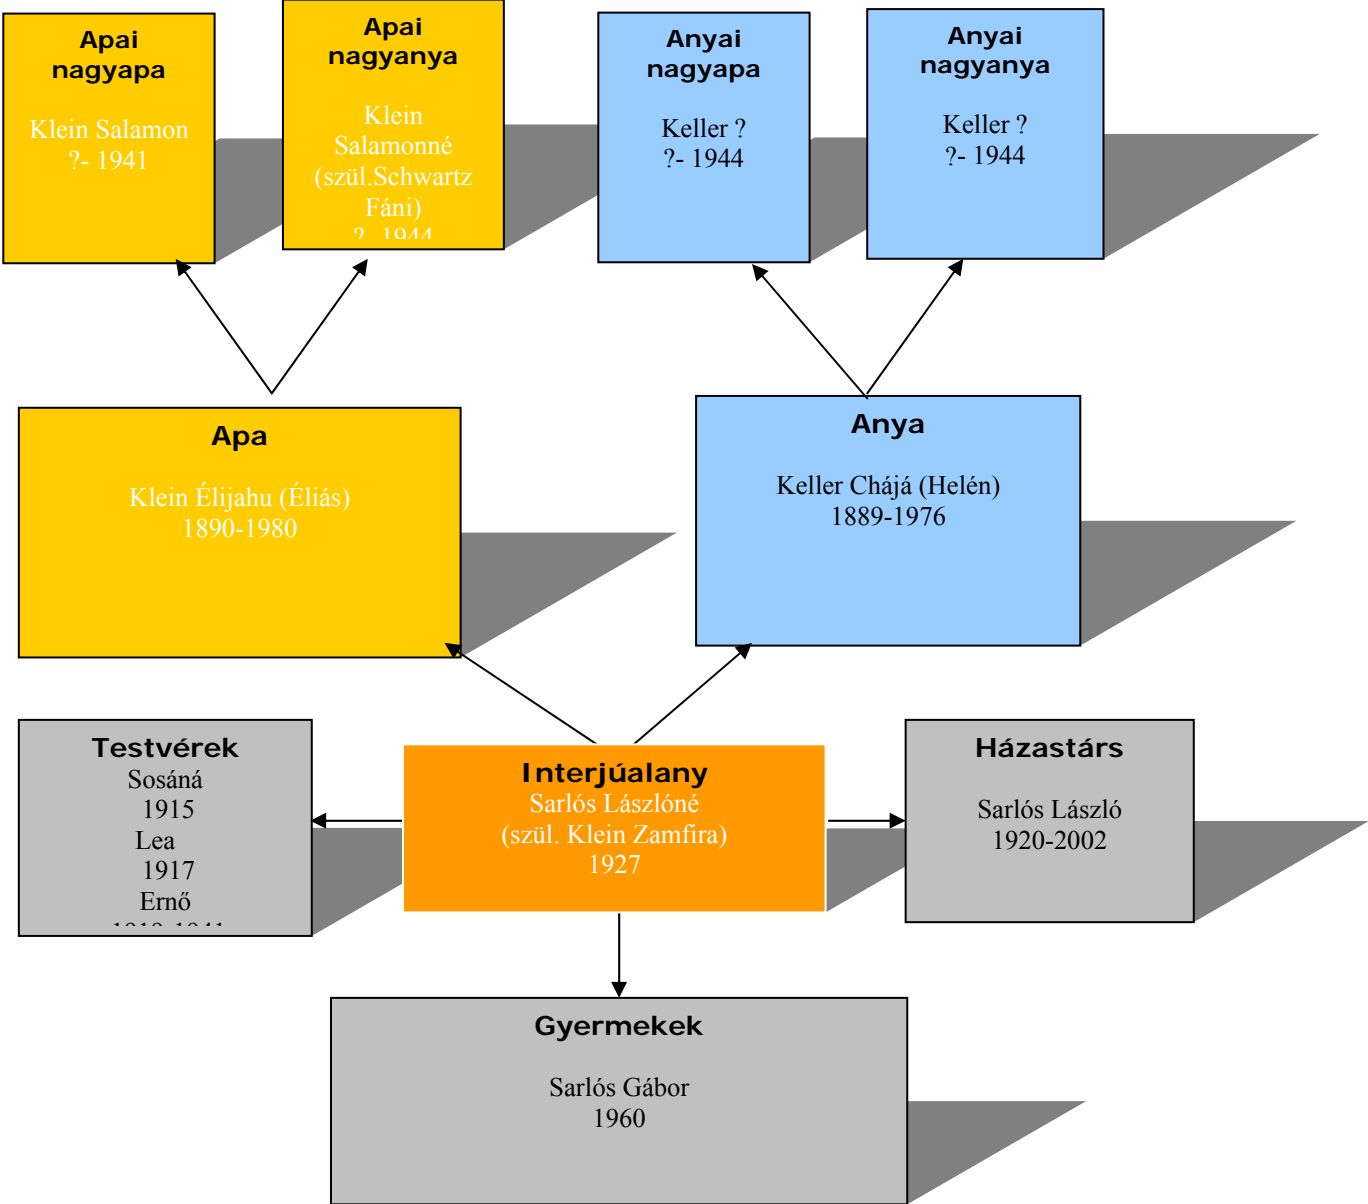 Apai
nagyapa
Klein Salamon
?- 1941
Apai
nagyanya
Klein
Salamonné
(szül.Schwartz
Fáni)
?- 1944
Anyai
nagyapa
Keller ?
?- 1944
Anyai
nagyanya
Keller ?
?- 1944
Apa
Klein Élijahu (Éliás)
1890-1980
Anya
Keller Chájá (Helén)
1889-1976
Testvérek
Sosáná
1915
Lea
1917
Ernő
Interjúalany
Sarlós Lászlóné
(szül. Klein Zamfira)
1927
Házastárs
Sarlós László
1920-2002
Gyermekek
Sarlós Gábor
1960